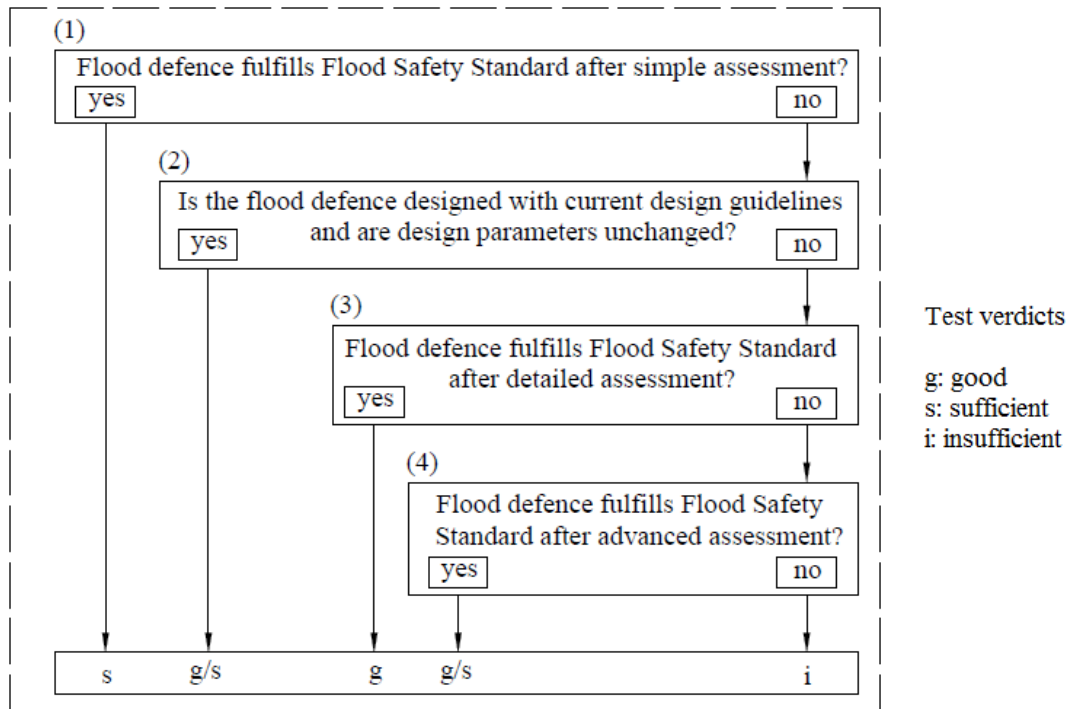 (1)
Flood defence fulfills Flood Safety Standard after simple assessment?
yes
no
(2)
Is the flood defence designed with current design guidelines
and are design parameters unchanged?
yes
no
(3)
Flood defence fulfills Flood Safety Standard
after detailed assessment?
yes
no
(4)
Flood defence fulfills Flood Safety
Standard after advanced assessment?
yes
no
s g/s g g/s i
Test verdicts
g: good
s: sufficient
i: insufficient